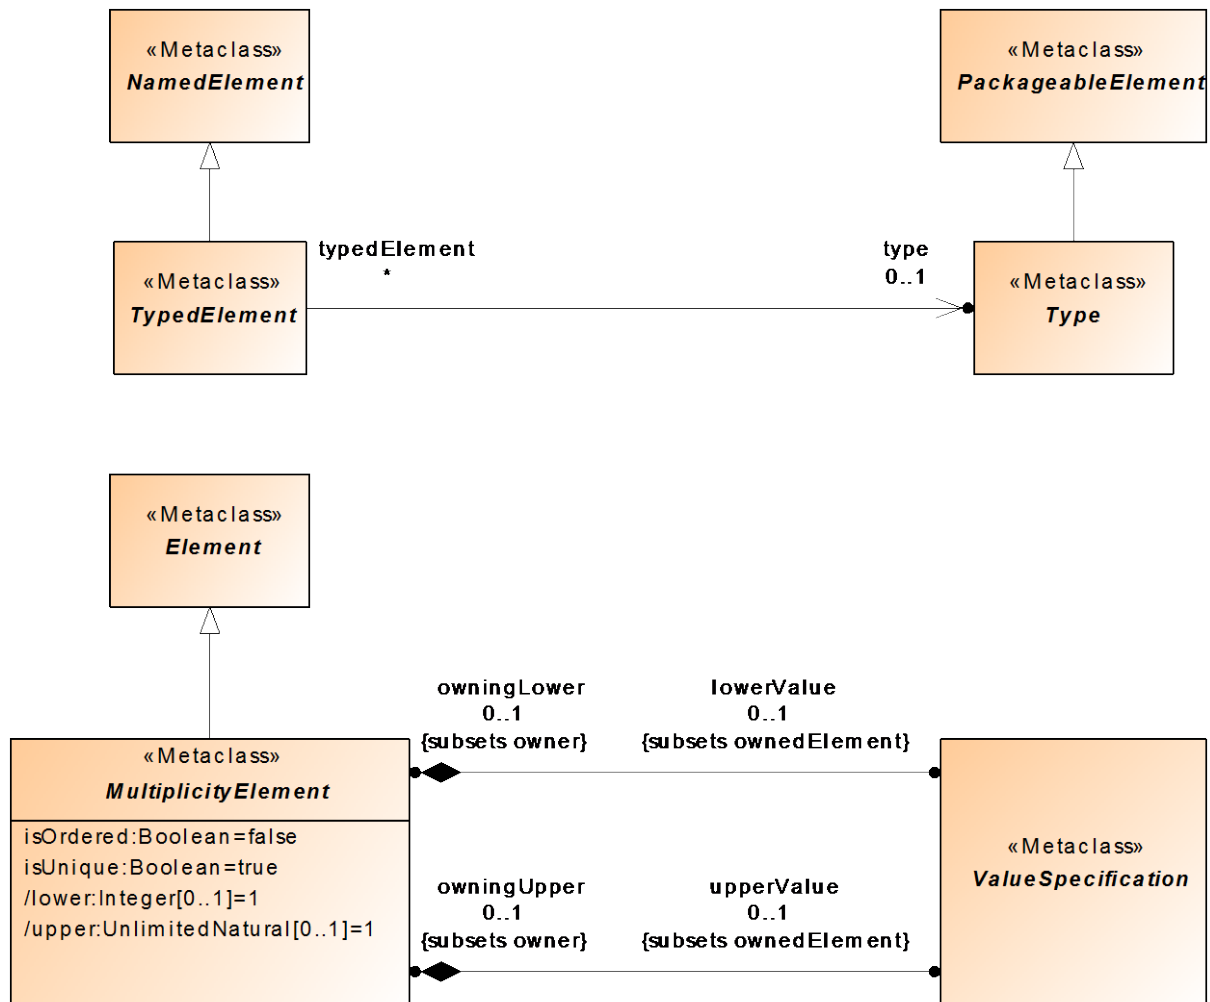 «Metaclass»
NamedElement
«Metaclass»
PackageableElement
«Metaclass»
TypedElement
typedElement
*
type
0..1
«Metaclass»
Type
«Metaclass»
Element
«Metaclass»
MultiplicityElement
isOrdered:Boolean=false
isUnique:Boolean=true
/lower:Integer[0..1]=1
/upper:UnlimitedNatural[0..1]=1
owningLower
0..1
{subsets owner}
lowerValue
0..1
{subsets ownedElement}
owningUpper
0..1
{subsets owner}
upperValue
0..1
{subsets ownedElement}
«Metaclass»
ValueSpecification